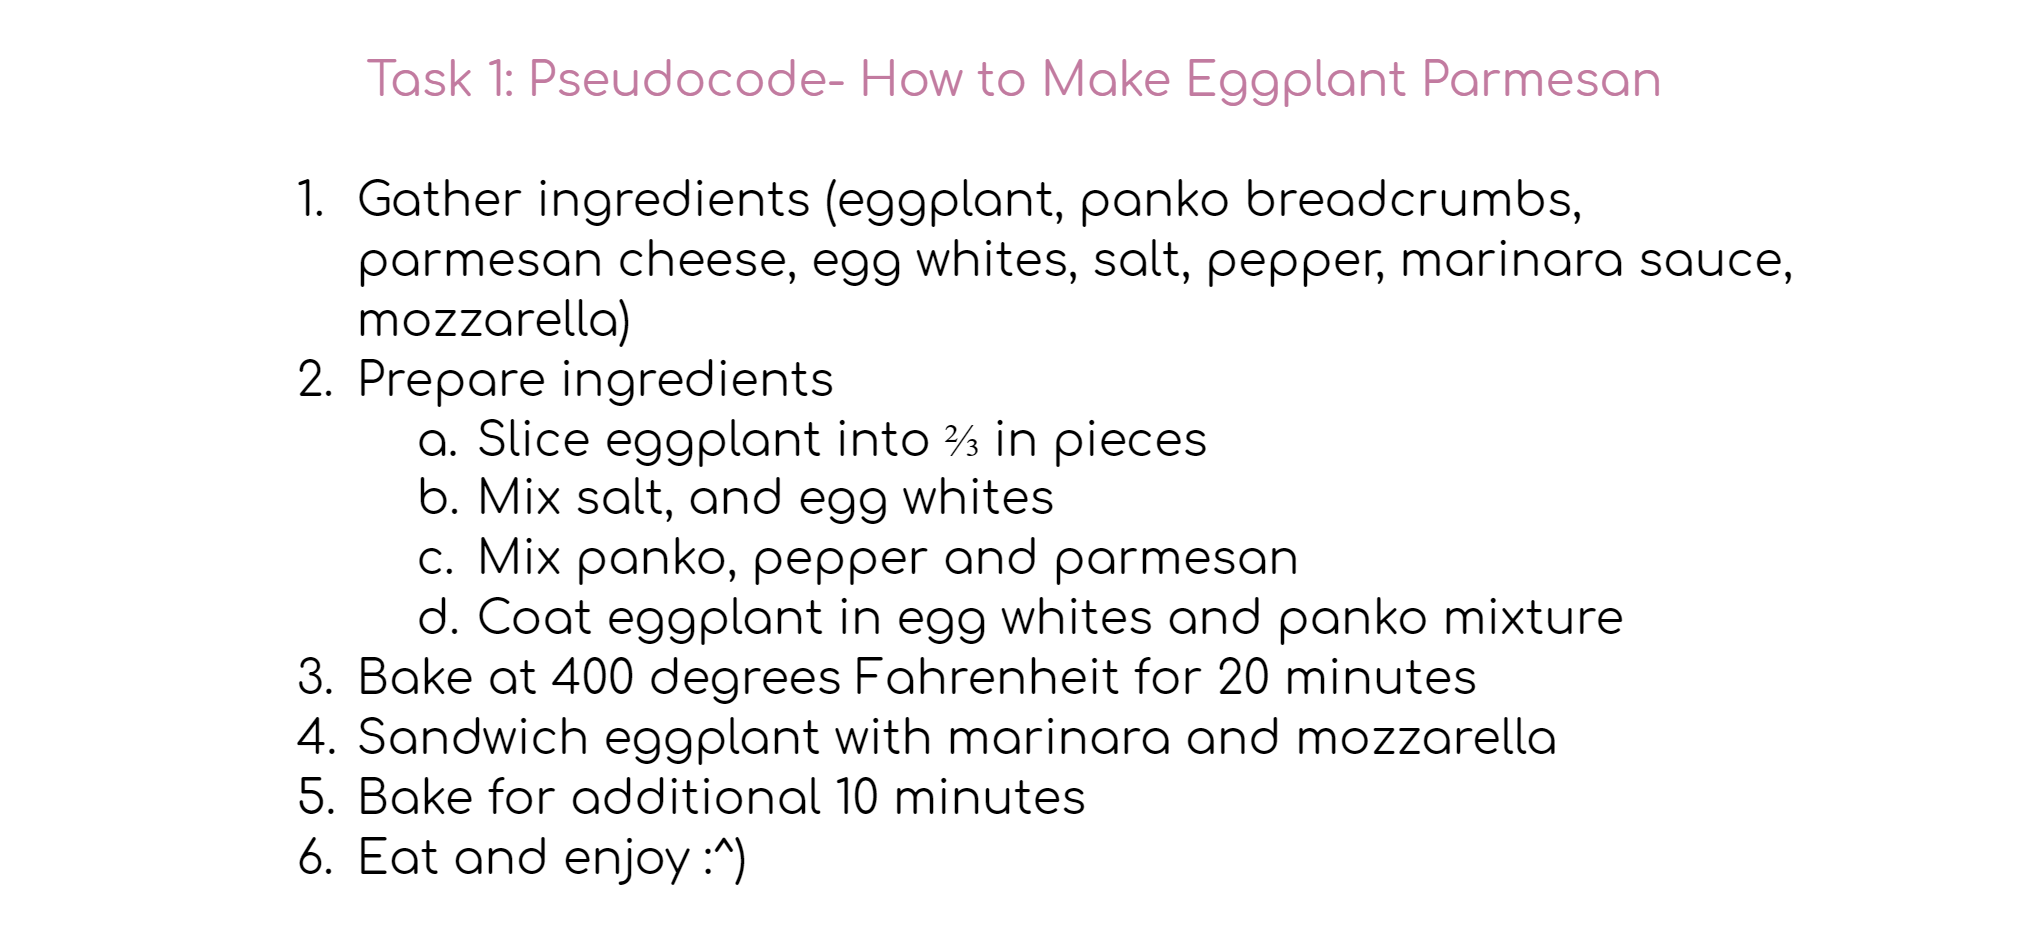 Task 1: Pseudocode- How to Make Eggplant Parmesan
1. Gather ingredients (eggplant, panko breadcrumbs,
parmesan cheese, egg whites, salt, pepper, marinara sauce,
mozzarella)
2. Prepare ingredients
a. Slice eggplant into ⅔ in pieces
b. Mix salt, and egg whites
c. Mix panko, pepper and parmesan
d. Coat eggplant in egg whites and panko mixture
3. Bake at 400 degrees Fahrenheit for 20 minutes
4. Sandwich eggplant with marinara and mozzarella
5. Bake for additional 10 minutes
6. Eat and enjoy :^)